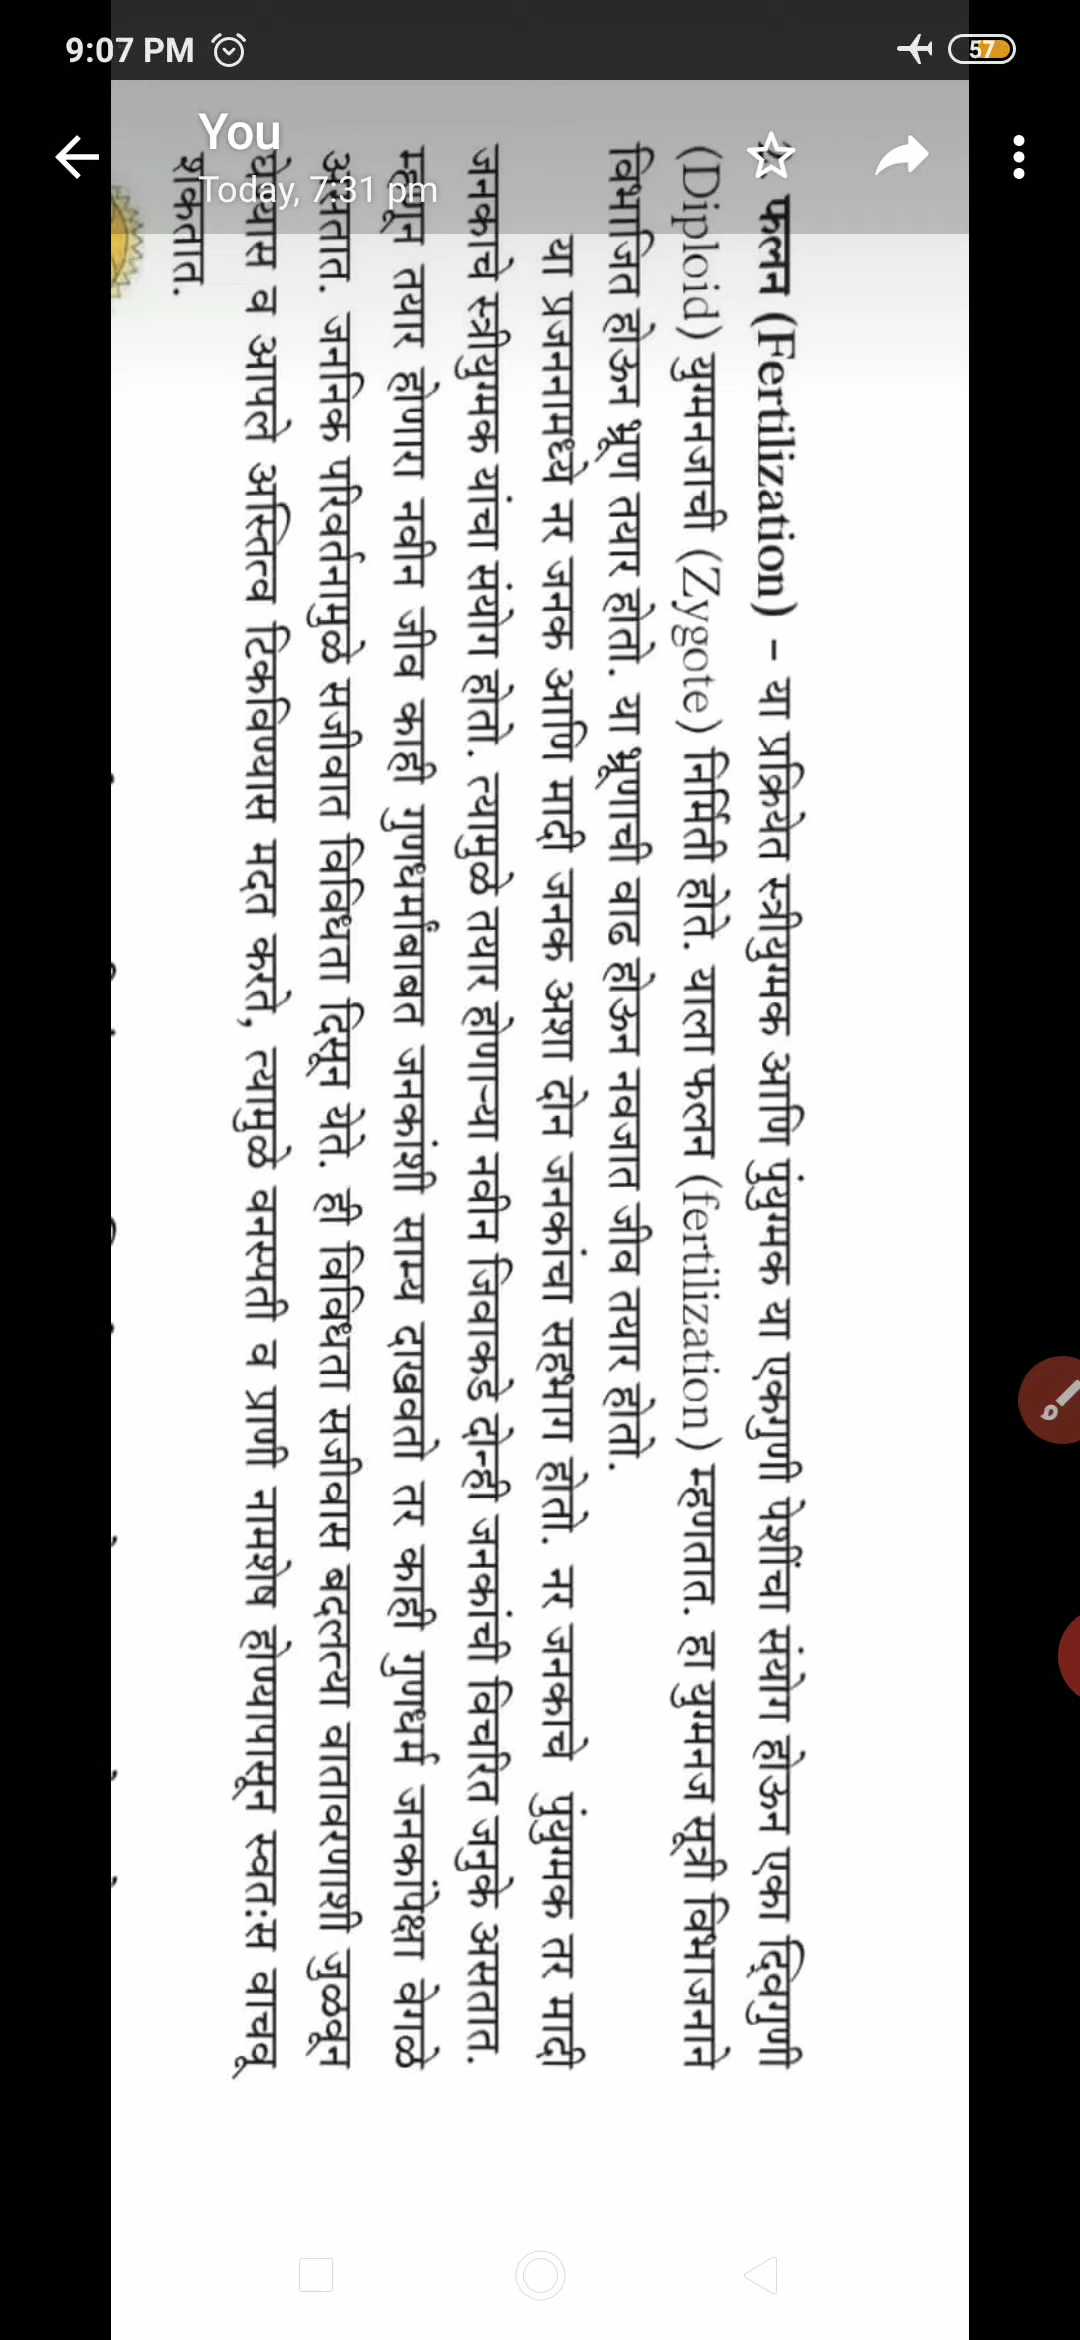 9:07 PM
57
You
Today, 7:31 pm
फलन (Fertilization) – या प्रक्रियेत स्त्रीयुग्मक आणि पुंयुग्मक या एकगुणी पेशींचा संयोग होऊन एका द्विगुणी
(Diploid) युग्मनजाची (Zygote) निर्मिती होते. याला फलन (fertilization) म्हणतात. हा युग्मनज सूत्री विभाजनाने
विभाजित होऊन भ्रूण तयार होतो. या भ्रूणाची वाढ होऊन नवजात जीव तयार होतो.
या प्रजननामध्ये नर जनक आणि मादी जनक अशा दोन जनकांचा सहभाग होतो. नर जनकाचे पुंयुग्मक तर मादी
जनकाचे स्त्रीयुग्मक यांचा संयोग होतो. त्यामुळे तयार होणाऱ्या नवीन जिवाकडे दोन्ही जनकांची विचरित जनुके असतात.
म्हणून तयार होणारा नवीन जीव काही गुणधर्मांबाबत जनकांशी साम्य दाखवतो तर काही गुणधर्म जनकांपेक्षा वेगळे
असतात. जननिक परिवर्तनामुळे सजीवात विविधता दिसून येते. ही विविधता सजीवास बदलत्या वातावरणाशी जुळवून
घेण्यास व आपले अस्तित्व टिकविण्यास मदत करते, त्यामुळे वनस्पती व प्राणी नामशेष होण्यापासून स्वतःस वाचवू
शकतात.